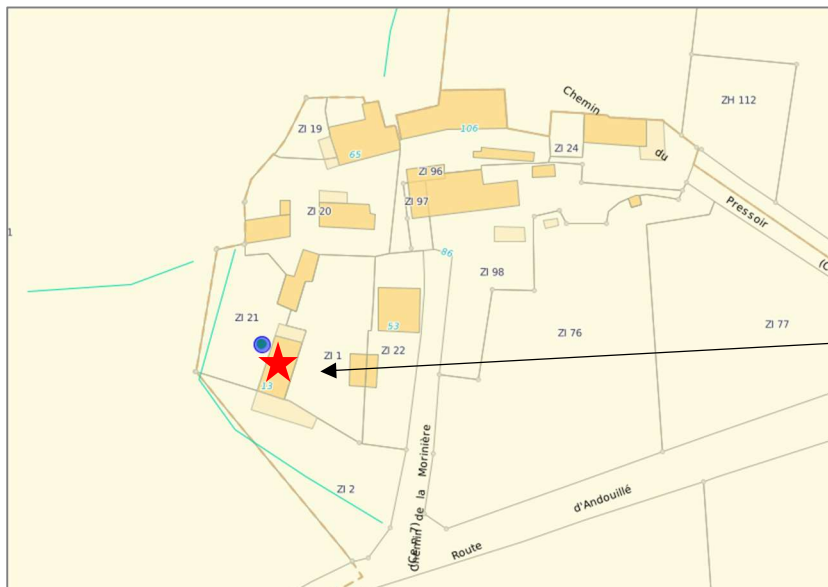 Chemin
du
Pressoir
(C
ZH 112
ZI 19
106
65
ZI 24
ZI 96
ZI 97
ZI 20
86
ZI 98
1
ZI 21
53
ZI 1
ZI 22
ZI 76
ZI 77
13
ZI 2
Chemin de la Morinière
Route d'Andouillé